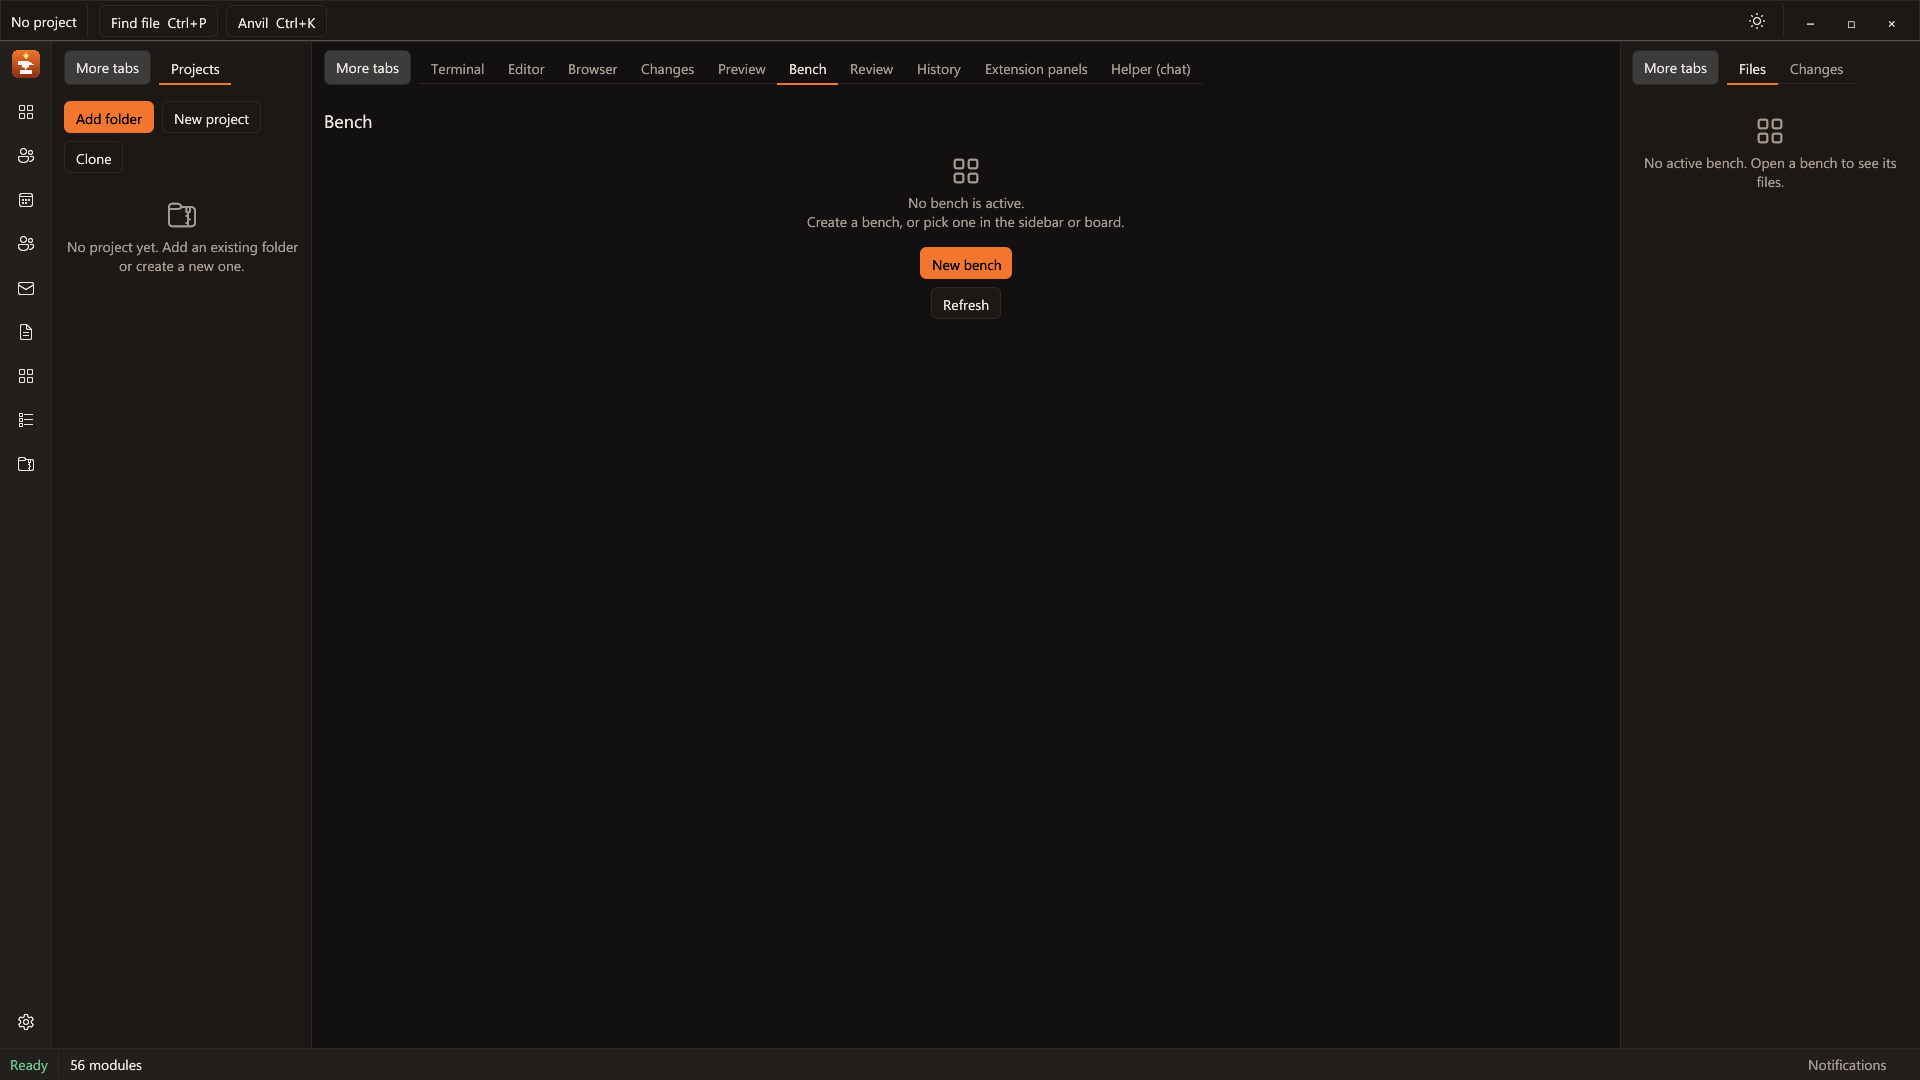 No project
Find file Ctrl+P
Anvil Ctrl+K
More tabs
Projects
Add folder
New project
Clone
No project yet. Add an existing folder
or create a new one.
More tabs
Terminal
Editor
Browser
Changes
Preview
Bench
Review
History
Extension panels
Helper (chat)
Bench
No bench is active.
Create a bench, or pick one in the sidebar or board.
New bench
Refresh
More tabs
Files
Changes
No active bench. Open a bench to see its
files.
Ready
56 modules
Notifications